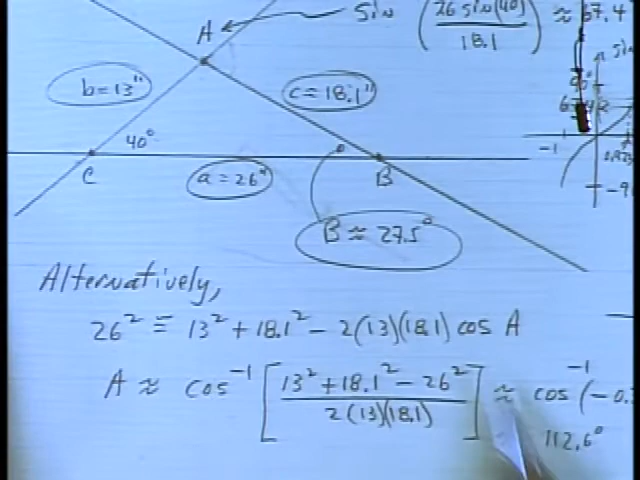 A
sin (26 sin(40) / 18.1) ≈ 67.4
b=13"
c≈18.1"
40°
C
a=26"
B
B ≈ 27.5°
-1
-9
Alternatively,
26² = 13² + 18.1² - 2(13)(18.1) cos A
A ≈ cos⁻¹ [13² + 18.1² - 26² / 2(13)(18.1)] ≈ cos⁻¹(-0.
112.6°